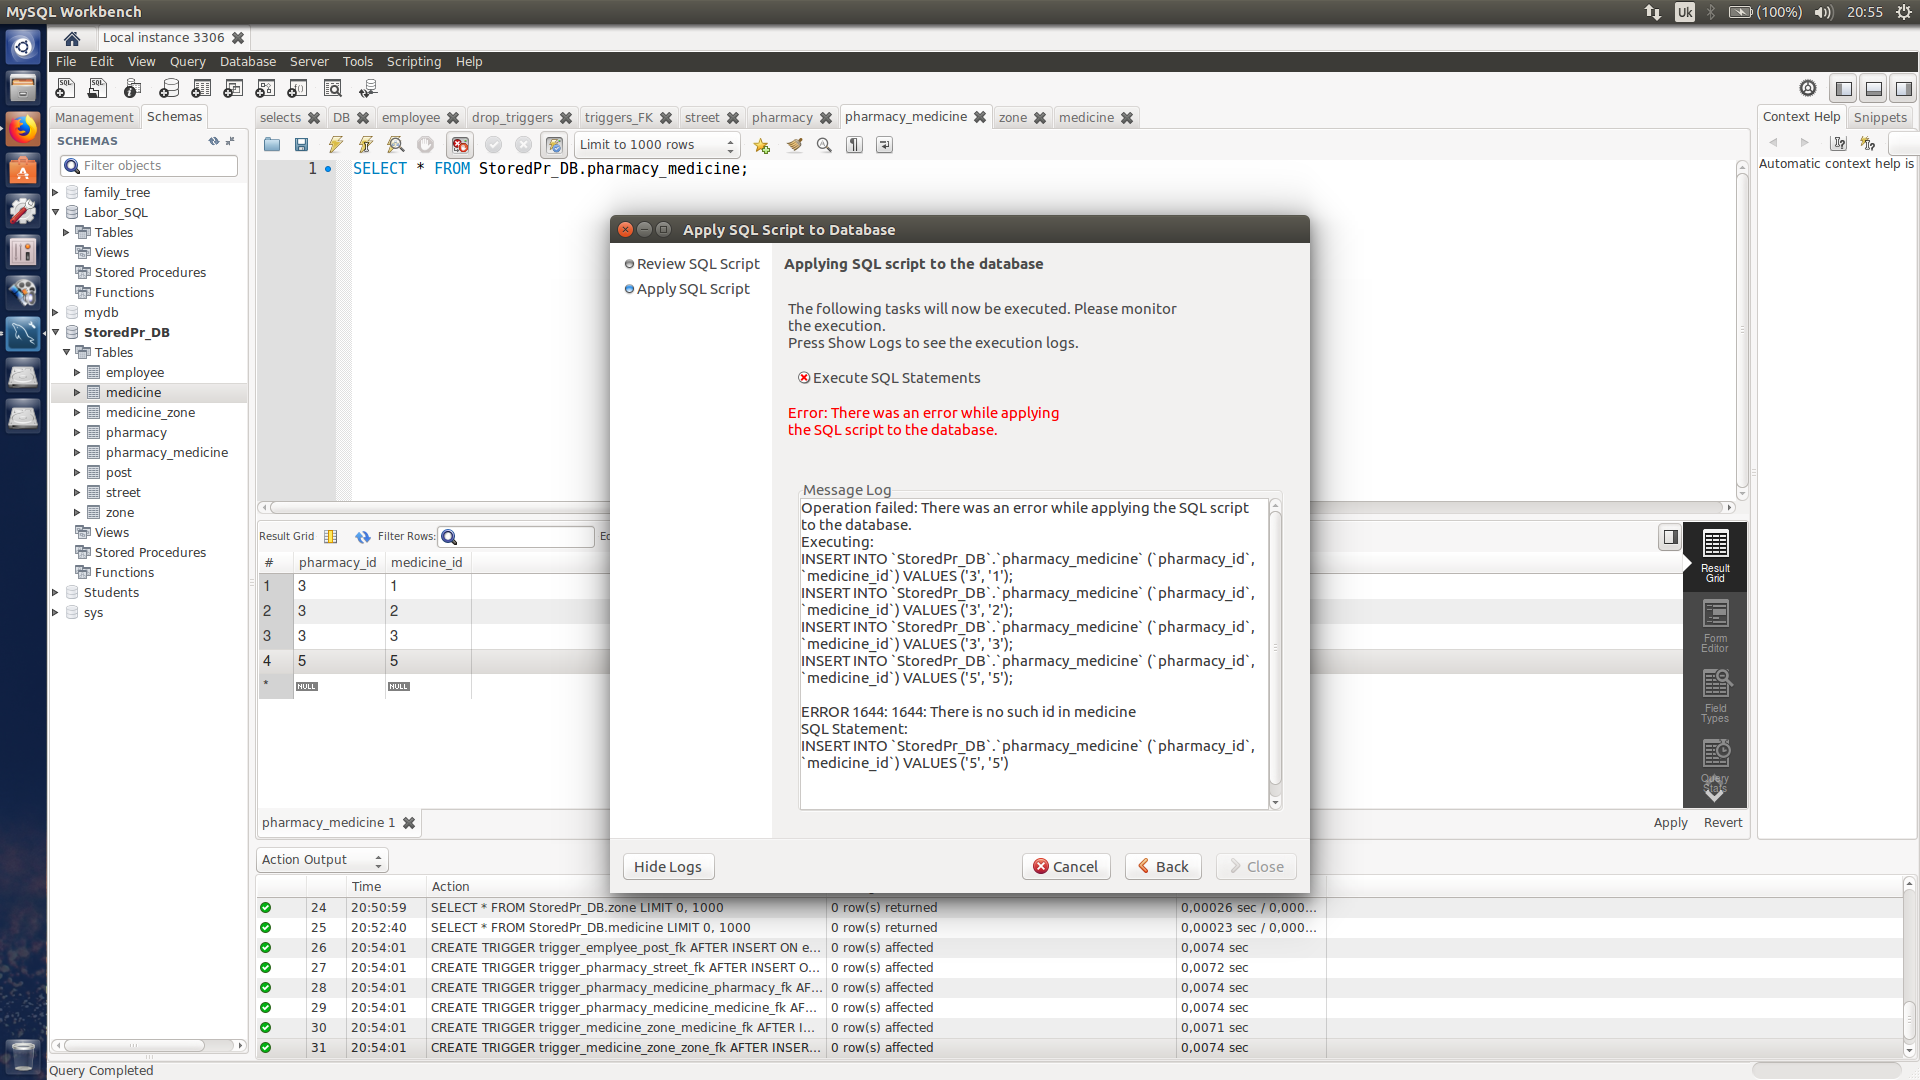 MySQL Workbench
Uk
(100%)
20:55
Local instance 3306
File Edit View Query Database Server Tools Scripting Help
Management
Schemas
SCHEMAS
Filter objects
family_tree
Labor_SQL
Tables
Views
Stored Procedures
Functions
mydb
StoredPr_DB
Tables
employee
medicine
medicine_zone
pharmacy
pharmacy_medicine
post
street
zone
Views
Stored Procedures
Functions
Students
sys
selects
DB
employee
drop_triggers
triggers_FK
street
pharmacy
pharmacy_medicine
zone
medicine
Limit to 1000 rows
1 SELECT * FROM StoredPr_DB.pharmacy_medicine;
Context Help
Snippets
Automatic context help is
Apply SQL Script to Database
Review SQL Script
Apply SQL Script
Applying SQL script to the database
The following tasks will now be executed. Please monitor
the execution.
Press Show Logs to see the execution logs.
Execute SQL Statements
Error: There was an error while applying
the SQL script to the database.
Message Log
Operation failed: There was an error while applying the SQL script
to the database.
Executing:
INSERT INTO `StoredPr_DB`.`pharmacy_medicine` (`pharmacy_id`,
`medicine_id`) VALUES ('3', '1');
INSERT INTO `StoredPr_DB`.`pharmacy_medicine` (`pharmacy_id`,
`medicine_id`) VALUES ('3', '2');
INSERT INTO `StoredPr_DB`.`pharmacy_medicine` (`pharmacy_id`,
`medicine_id`) VALUES ('3', '3');
INSERT INTO `StoredPr_DB`.`pharmacy_medicine` (`pharmacy_id`,
`medicine_id`) VALUES ('5', '5');
ERROR 1644: 1644: There is no such id in medicine
SQL Statement:
INSERT INTO `StoredPr_DB`.`pharmacy_medicine` (`pharmacy_id`,
`medicine_id`) VALUES ('5', '5')
Hide Logs
Cancel
Back
Close
Result Grid
Filter Rows:
# pharmacy_id medicine_id
1 3 1
2 3 2
3 3 3
4 5 5
* NULL NULL
Result
Grid
Form
Editor
Field
Types
Query
Stats
pharmacy_medicine 1
Apply
Revert
Action Output
Time Action
24 20:50:59 SELECT * FROM StoredPr_DB.zone LIMIT 0, 1000 0 row(s) returned 0,00026 sec / 0,000...
25 20:52:40 SELECT * FROM StoredPr_DB.medicine LIMIT 0, 1000 0 row(s) returned 0,00023 sec / 0,000...
26 20:54:01 CREATE TRIGGER trigger_emplyee_post_fk AFTER INSERT ON e... 0 row(s) affected 0,0074 sec
27 20:54:01 CREATE TRIGGER trigger_pharmacy_street_fk AFTER INSERT O... 0 row(s) affected 0,0072 sec
28 20:54:01 CREATE TRIGGER trigger_pharmacy_medicine_pharmacy_fk AF... 0 row(s) affected 0,0074 sec
29 20:54:01 CREATE TRIGGER trigger_pharmacy_medicine_medicine_fk AF... 0 row(s) affected 0,0074 sec
30 20:54:01 CREATE TRIGGER trigger_medicine_zone_medicine_fk AFTER I... 0 row(s) affected 0,0071 sec
31 20:54:01 CREATE TRIGGER trigger_medicine_zone_zone_fk AFTER INSER... 0 row(s) affected 0,0074 sec
Query Completed